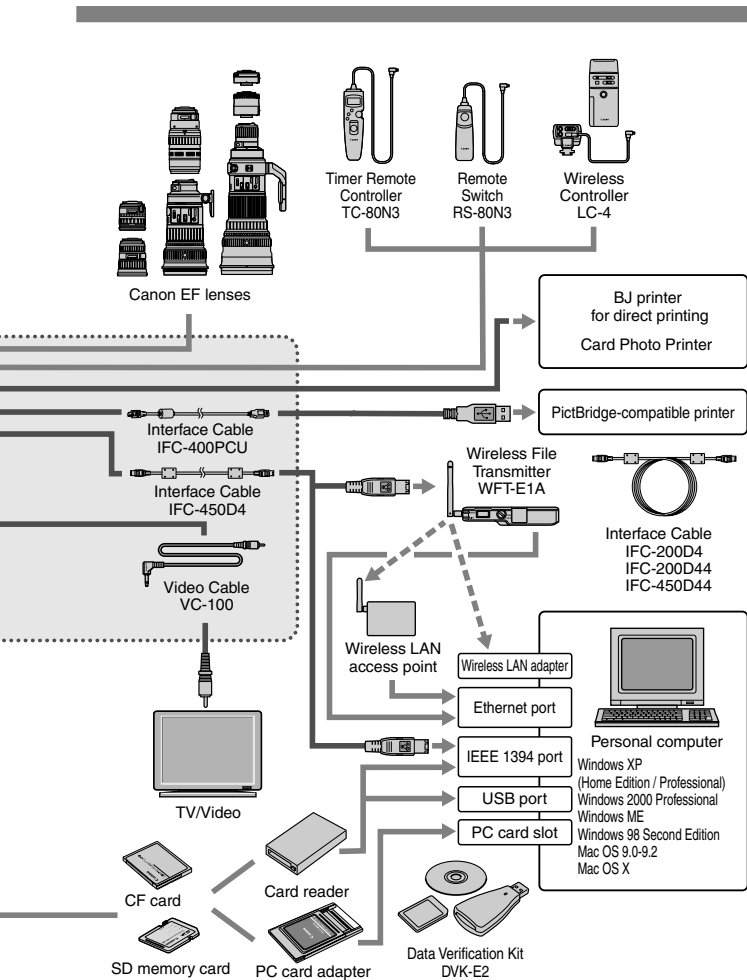 Timer Remote
Controller
TC-80N3
Remote
Switch
RS-80N3
Wireless
Controller
LC-4
Canon EF lenses
BJ printer
for direct printing
Card Photo Printer
Interface Cable
IFC-400PCU
PictBridge-compatible printer
Interface Cable
IFC-450D4
Wireless File
Transmitter
WFT-E1A
Interface Cable
IFC-200D4
IFC-200D44
IFC-450D44
Video Cable
VC-100
Wireless LAN
access point
Wireless LAN adapter
Ethernet port
IEEE 1394 port
USB port
PC card slot
Personal computer
Windows XP
(Home Edition / Professional)
Windows 2000 Professional
Windows ME
Windows 98 Second Edition
Mac OS 9.0-9.2
Mac OS X
TV/Video
CF card
Card reader
SD memory card
PC card adapter
Data Verification Kit
DVK-E2